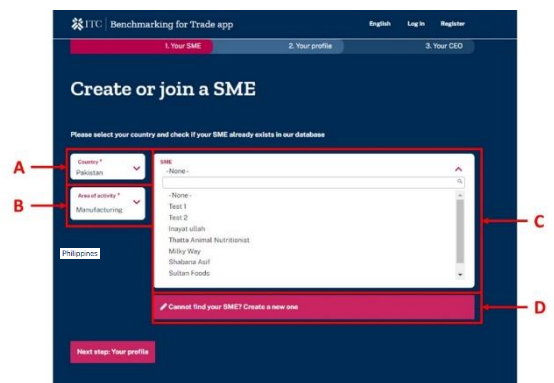 ITC | Benchmarking for Trade app
English Log in Register
1. Your SME 2. Your profile 3. Your CEO
Create or join a SME
Please select your country and check if your SME already exists in our database
A
Country *
Pakistan
B
Area of activity *
Manufacturing
Philippines
SME
- None -
- None -
Test 1
Test 2
Inayat ullah
Thatta Animal Nutritionist
Milky Way
Shabana Asif
Sultan Foods
C
Cannot find your SME? Create a new one
D
Next step: Your profile